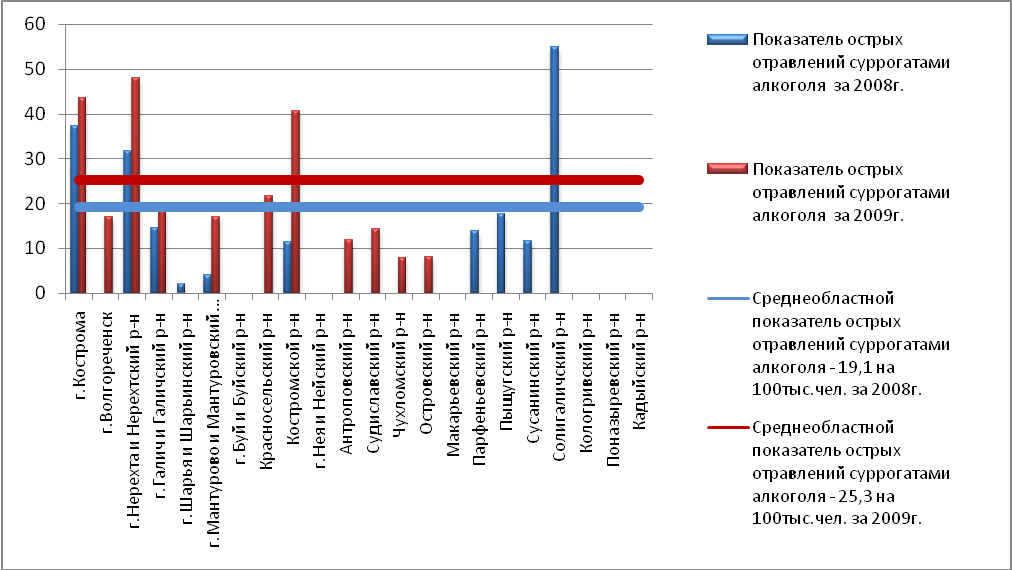 60
50
40
30
20
10
0
г.Кострома
г.Волгореченск
г.Нерехта и Нерехтский р-н
г.Галич и Галичский р-н
г.Шарья и Шарьинский р-н
г.Мантурово и Мантуровский...
г.Буй и Буйский р-н
Красносельский р-н
Костромской р-н
г.Нея и Нейский р-н
Антроповский р-н
Судиславский р-н
Чухломский р-н
Островский р-н
Макарьевский р-н
Парфеньевский р-н
Пыщугский р-н
Сусанинский р-н
Солигаличский р-н
Кологривский р-н
Поназыревский р-н
Кадыйский р-н
Показатель острых
отравлений суррогатами
алкоголя за 2008г.
Показатель острых
отравлений суррогатами
алкоголя за 2009г.
Среднеобластной
показатель острых
отравлений суррогатами
алкоголя - 19,1 на
100тыс.чел. за 2008г.
Среднеобластной
показатель острых
отравлений суррогатами
алкоголя - 25,3 на
100тыс.чел. за 2009г.